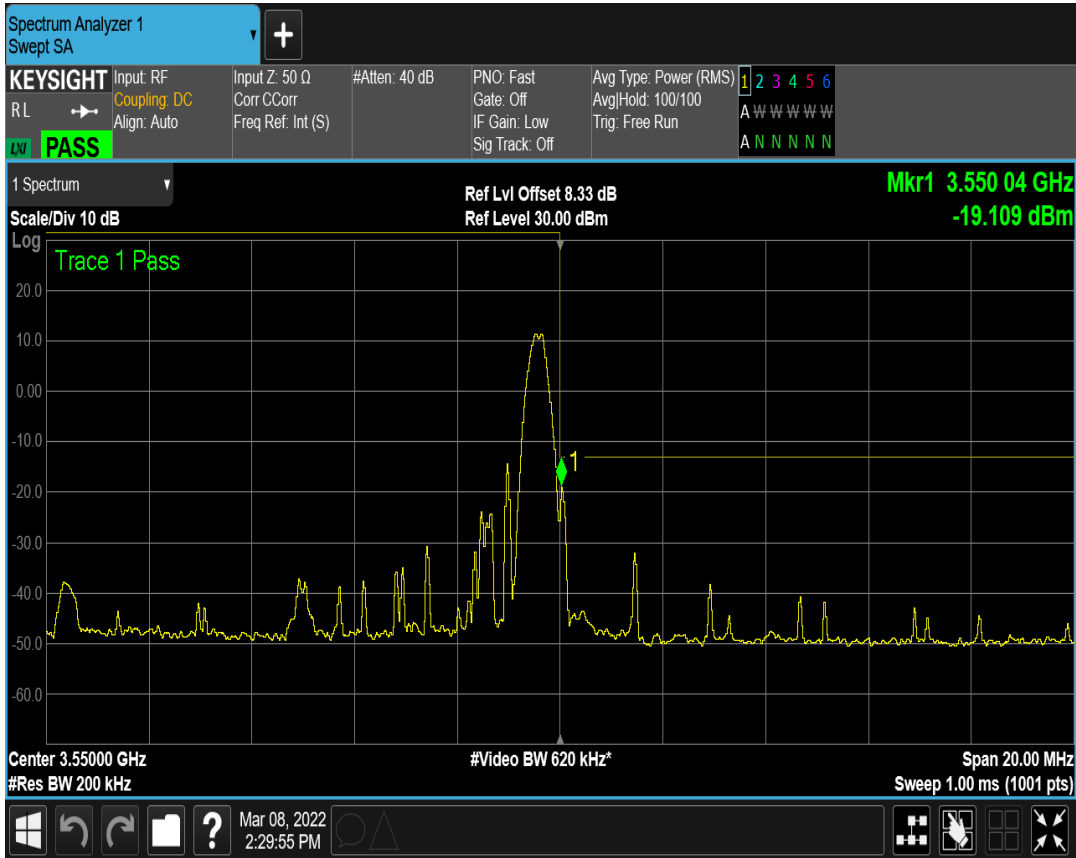 Spectrum Analyzer 1
Swept SA
+
KEYSIGHT
R L
LXI PASS
Input: RF
Coupling: DC
Align: Auto
Input Z: 50 Ω
Corr CCorr
Freq Ref: Int (S)
#Atten: 40 dB
PNO: Fast
Gate: Off
IF Gain: Low
Sig Track: Off
Avg Type: Power (RMS)
Avg|Hold: 100/100
Trig: Free Run
1 2 3 4 5 6
A W W W W W
A N N N N N
1 Spectrum
Scale/Div 10 dB
Ref Lvl Offset 8.33 dB
Ref Level 30.00 dBm
Mkr1 3.550 04 GHz
-19.109 dBm
Log
Trace 1 Pass
20.0
10.0
0.00
-10.0
1
-20.0
-30.0
-40.0
-50.0
-60.0
Center 3.55000 GHz
#Res BW 200 kHz
#Video BW 620 kHz*
Span 20.00 MHz
Sweep 1.00 ms (1001 pts)
?
Mar 08, 2022
2:29:55 PM